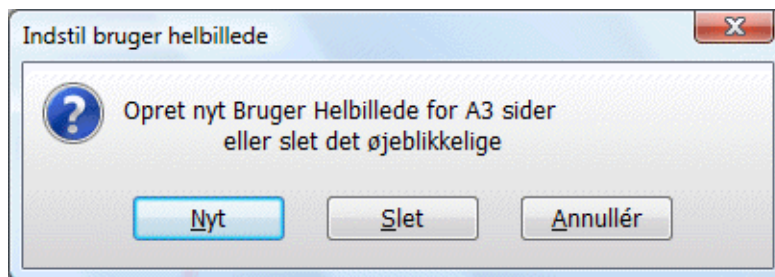 Indstil bruger helbillede
Opret nyt Bruger Helbillede for A3 sider
eller slet det øjeblikkelige
Nyt
Slet
Annullér